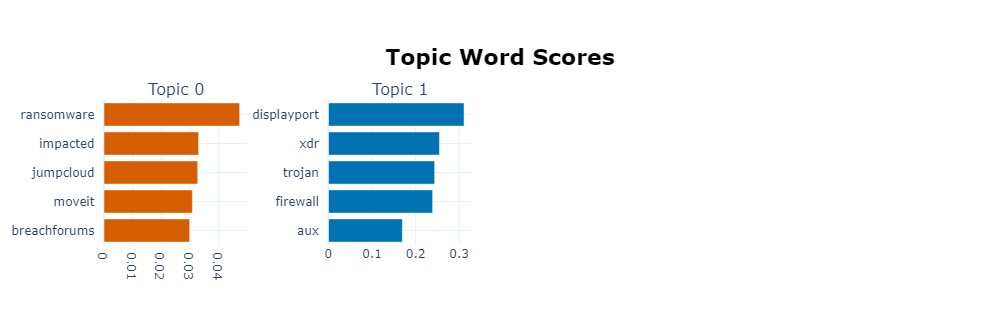 Topic Word Scores
Topic 0
ransomware
impacted
jumpcloud
moveit
breachforums
0
0.01
0.02
0.03
0.04
Topic 1
displayport
xdr
trojan
firewall
aux
0
0.1
0.2
0.3